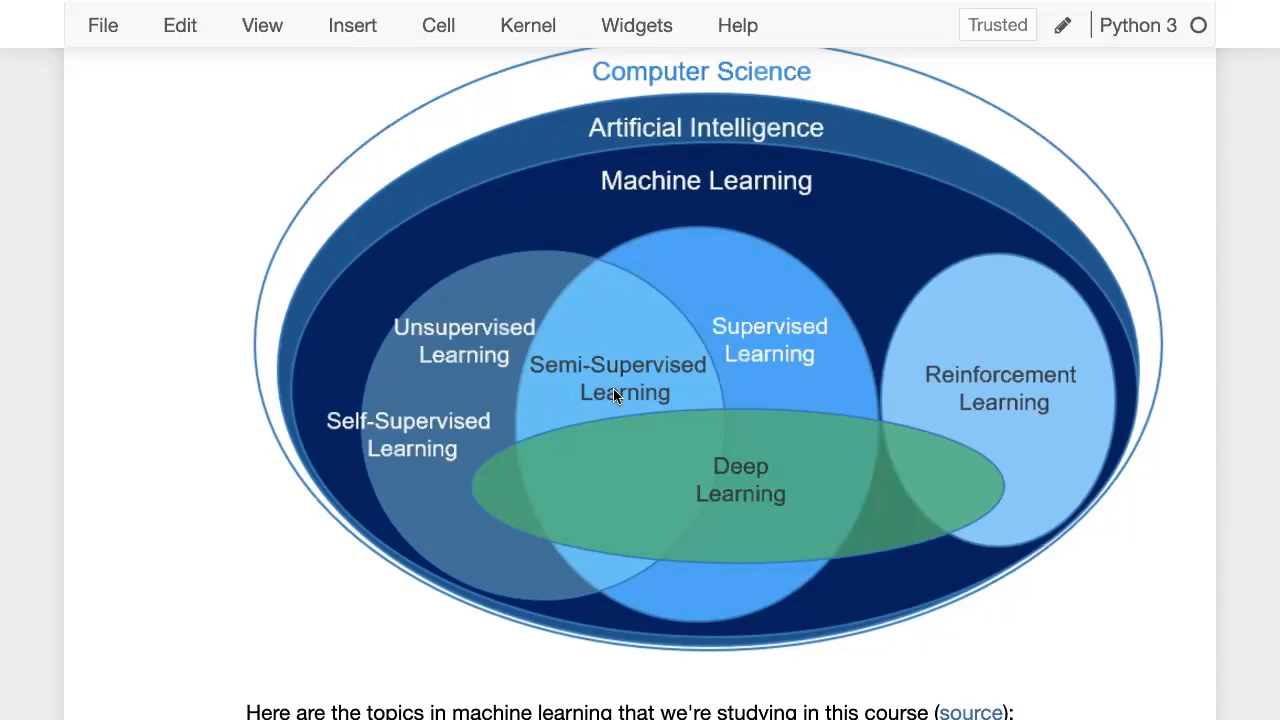 File Edit View Insert Cell Kernel Widgets Help Trusted Python 3
Computer Science
Artificial Intelligence
Machine Learning
Unsupervised
Learning
Semi-Supervised
Learning
Supervised
Learning
Reinforcement
Learning
Self-Supervised
Learning
Deep
Learning
Here are the topics in machine learning that we're studying in this course (source):